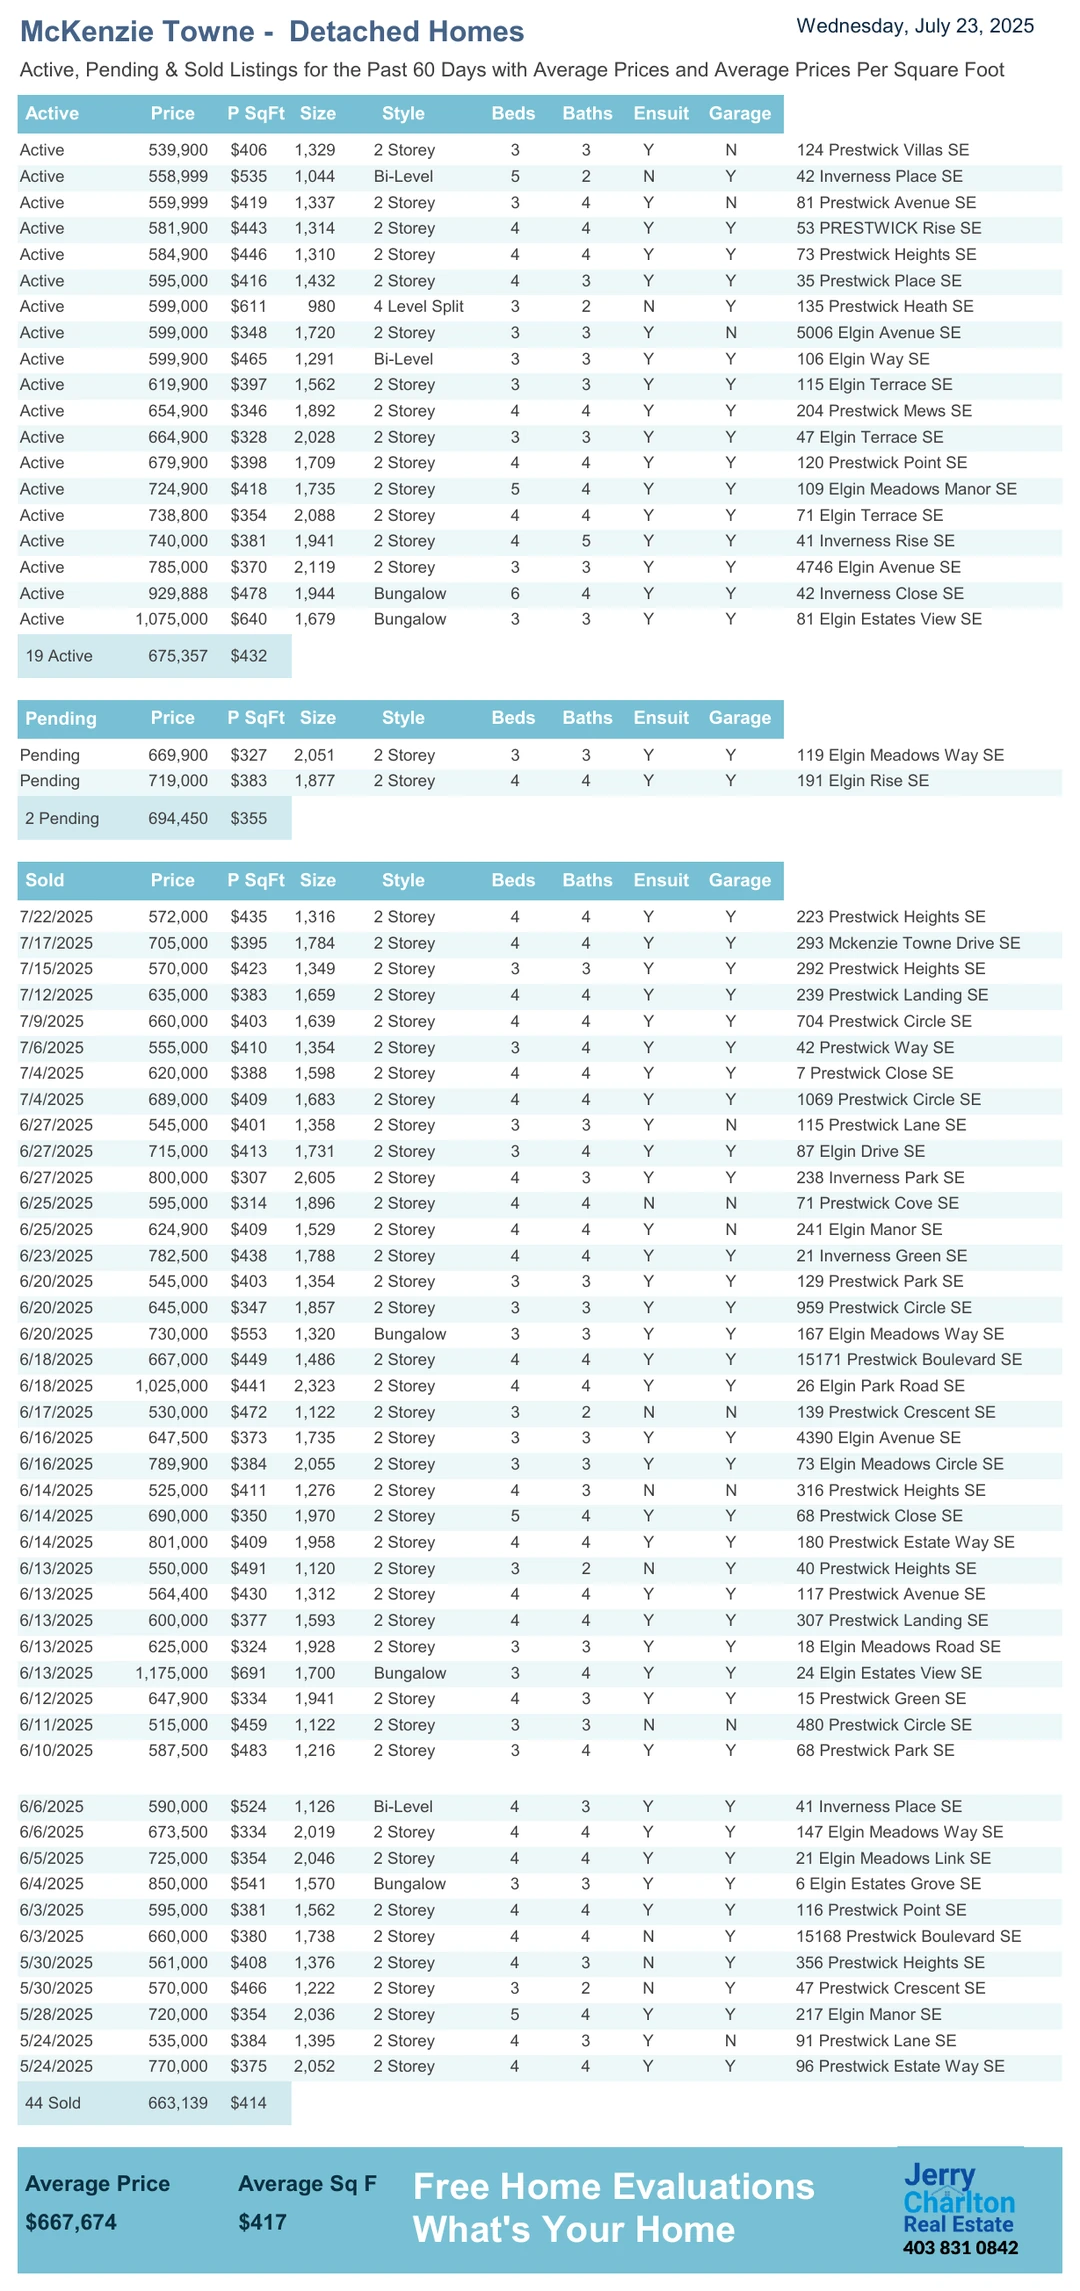 McKenzie Towne - Detached Homes
Wednesday, July 23, 2025
Active, Pending & Sold Listings for the Past 60 Days with Average Prices and Average Prices Per Square Foot
Active Price P SqFt Size Style Beds Baths Ensuit Garage
Active 539,900 $406 1,329 2 Storey 3 3 Y N 124 Prestwick Villas SE
Active 558,999 $535 1,044 Bi-Level 5 2 N Y 42 Inverness Place SE
Active 559,999 $419 1,337 2 Storey 3 4 Y N 81 Prestwick Avenue SE
Active 581,900 $443 1,314 2 Storey 4 4 Y Y 53 PRESTWICK Rise SE
Active 584,900 $446 1,310 2 Storey 4 4 Y Y 73 Prestwick Heights SE
Active 595,000 $416 1,432 2 Storey 4 3 Y Y 35 Prestwick Place SE
Active 599,000 $611 980 4 Level Split 3 2 N Y 135 Prestwick Heath SE
Active 599,000 $348 1,720 2 Storey 3 3 Y N 5006 Elgin Avenue SE
Active 599,900 $465 1,291 Bi-Level 3 3 Y Y 106 Elgin Way SE
Active 619,900 $397 1,562 2 Storey 3 3 Y Y 115 Elgin Terrace SE
Active 654,900 $346 1,892 2 Storey 4 4 Y Y 204 Prestwick Mews SE
Active 664,900 $328 2,028 2 Storey 3 3 Y Y 47 Elgin Terrace SE
Active 679,900 $398 1,709 2 Storey 4 4 Y Y 120 Prestwick Point SE
Active 724,900 $418 1,735 2 Storey 5 4 Y Y 109 Elgin Meadows Manor SE
Active 738,800 $354 2,088 2 Storey 4 4 Y Y 71 Elgin Terrace SE
Active 740,000 $381 1,941 2 Storey 4 5 Y Y 41 Inverness Rise SE
Active 785,000 $370 2,119 2 Storey 3 3 Y Y 4746 Elgin Avenue SE
Active 929,888 $478 1,944 Bungalow 6 4 Y Y 42 Inverness Close SE
Active 1,075,000 $640 1,679 Bungalow 3 3 Y Y 81 Elgin Estates View SE
19 Active 675,357 $432
Pending Price P SqFt Size Style Beds Baths Ensuit Garage
Pending 669,900 $327 2,051 2 Storey 3 3 Y Y 119 Elgin Meadows Way SE
Pending 719,000 $383 1,877 2 Storey 4 4 Y Y 191 Elgin Rise SE
2 Pending 694,450 $355
Sold Price P SqFt Size Style Beds Baths Ensuit Garage
7/22/2025 572,000 $435 1,316 2 Storey 4 4 Y Y 223 Prestwick Heights SE
7/17/2025 705,000 $395 1,784 2 Storey 4 4 Y Y 293 Mckenzie Towne Drive SE
7/15/2025 570,000 $423 1,349 2 Storey 3 3 Y Y 292 Prestwick Heights SE
7/12/2025 635,000 $383 1,659 2 Storey 4 4 Y Y 239 Prestwick Landing SE
7/9/2025 660,000 $403 1,639 2 Storey 4 4 Y Y 704 Prestwick Circle SE
7/6/2025 555,000 $410 1,354 2 Storey 3 4 Y Y 42 Prestwick Way SE
7/4/2025 620,000 $388 1,598 2 Storey 4 4 Y Y 7 Prestwick Close SE
7/4/2025 689,000 $409 1,683 2 Storey 4 4 Y Y 1069 Prestwick Circle SE
6/27/2025 545,000 $401 1,358 2 Storey 3 3 Y N 115 Prestwick Lane SE
6/27/2025 715,000 $413 1,731 2 Storey 3 4 Y Y 87 Elgin Drive SE
6/27/2025 800,000 $307 2,605 2 Storey 4 3 Y Y 238 Inverness Park SE
6/25/2025 595,000 $314 1,896 2 Storey 4 4 N N 71 Prestwick Cove SE
6/25/2025 624,900 $409 1,529 2 Storey 4 4 Y N 241 Elgin Manor SE
6/23/2025 782,500 $438 1,788 2 Storey 4 4 Y Y 21 Inverness Green SE
6/20/2025 545,000 $403 1,354 2 Storey 3 3 Y Y 129 Prestwick Park SE
6/20/2025 645,000 $347 1,857 2 Storey 3 3 Y Y 959 Prestwick Circle SE
6/20/2025 730,000 $553 1,320 Bungalow 3 3 Y Y 167 Elgin Meadows Way SE
6/18/2025 667,000 $449 1,486 2 Storey 4 4 Y Y 15171 Prestwick Boulevard SE
6/18/2025 1,025,000 $441 2,323 2 Storey 4 4 Y Y 26 Elgin Park Road SE
6/17/2025 530,000 $472 1,122 2 Storey 3 2 N N 139 Prestwick Crescent SE
6/16/2025 647,500 $373 1,735 2 Storey 3 3 Y Y 4390 Elgin Avenue SE
6/16/2025 789,900 $384 2,055 2 Storey 3 3 Y Y 73 Elgin Meadows Circle SE
6/14/2025 525,000 $411 1,276 2 Storey 4 3 N N 316 Prestwick Heights SE
6/14/2025 690,000 $350 1,970 2 Storey 5 4 Y Y 68 Prestwick Close SE
6/14/2025 801,000 $409 1,958 2 Storey 4 4 Y Y 180 Prestwick Estate Way SE
6/13/2025 550,000 $491 1,120 2 Storey 3 2 N Y 40 Prestwick Heights SE
6/13/2025 564,400 $430 1,312 2 Storey 4 4 Y Y 117 Prestwick Avenue SE
6/13/2025 600,000 $377 1,593 2 Storey 4 4 Y Y 307 Prestwick Landing SE
6/13/2025 625,000 $324 1,928 2 Storey 3 3 Y Y 18 Elgin Meadows Road SE
6/13/2025 1,175,000 $691 1,700 Bungalow 3 4 Y Y 24 Elgin Estates View SE
6/12/2025 647,900 $334 1,941 2 Storey 4 3 Y Y 15 Prestwick Green SE
6/11/2025 515,000 $459 1,122 2 Storey 3 3 N N 480 Prestwick Circle SE
6/10/2025 587,500 $483 1,216 2 Storey 3 4 Y Y 68 Prestwick Park SE
6/6/2025 590,000 $524 1,126 Bi-Level 4 3 Y Y 41 Inverness Place SE
6/6/2025 673,500 $334 2,019 2 Storey 4 4 Y Y 147 Elgin Meadows Way SE
6/5/2025 725,000 $354 2,046 2 Storey 4 4 Y Y 21 Elgin Meadows Link SE
6/4/2025 850,000 $541 1,570 Bungalow 3 3 Y Y 6 Elgin Estates Grove SE
6/3/2025 595,000 $381 1,562 2 Storey 4 4 Y Y 116 Prestwick Point SE
6/3/2025 660,000 $380 1,738 2 Storey 4 4 N Y 15168 Prestwick Boulevard SE
5/30/2025 561,000 $408 1,376 2 Storey 4 3 N Y 356 Prestwick Heights SE
5/30/2025 570,000 $466 1,222 2 Storey 3 2 N Y 47 Prestwick Crescent SE
5/28/2025 720,000 $354 2,036 2 Storey 5 4 Y Y 217 Elgin Manor SE
5/24/2025 535,000 $384 1,395 2 Storey 4 3 Y N 91 Prestwick Lane SE
5/24/2025 770,000 $375 2,052 2 Storey 4 4 Y Y 96 Prestwick Estate Way SE
44 Sold 663,139 $414
Average Price Average Sq F
$667,674 $417
Free Home Evaluations
What's Your Home
Jerry
Charlton
Real Estate
403 831 0842